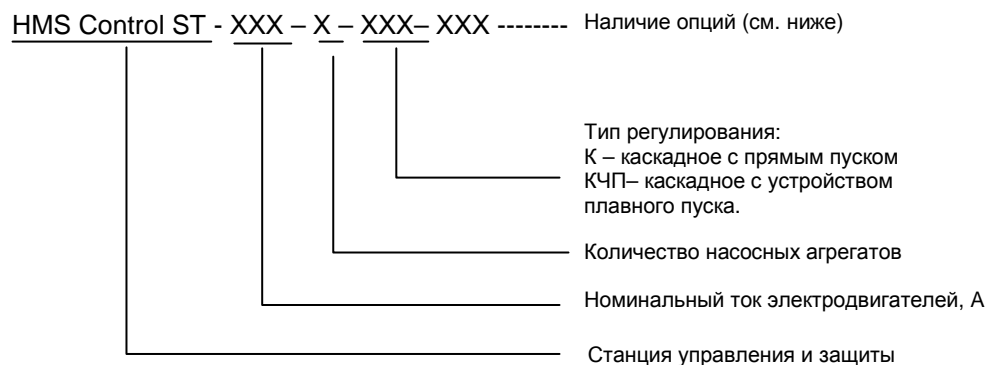 HMS Control ST - XXX – X – XXX– XXX -------- Наличие опций (см. ниже)
Тип регулирования:
К – каскадное с прямым пуском
КЧП– каскадное с устройством
плавного пуска.
Количество насосных агрегатов
Номинальный ток электродвигателей, А
Станция управления и защиты